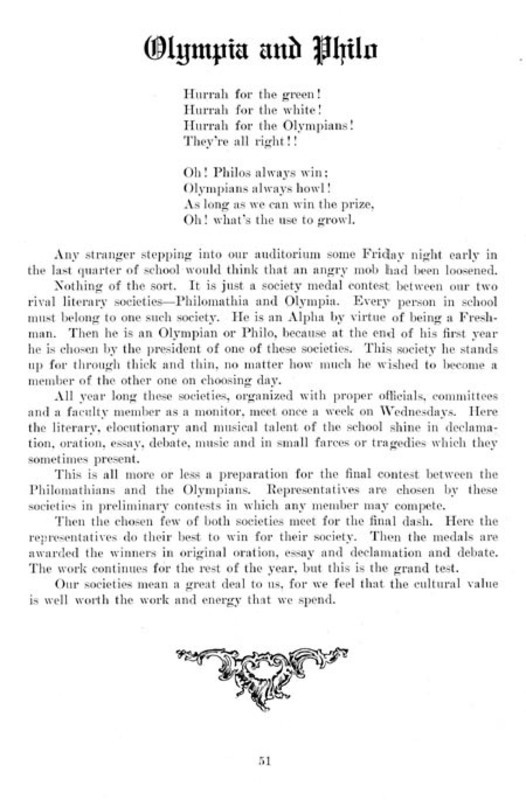 Olympia and Philo
Hurrah for the green!
Hurrah for the white!
Hurrah for the Olympians!
They're all right!!
Oh! Philos always win;
Olympians always howl!
As long as we can win the prize,
Oh! what's the use to growl.
Any stranger stepping into our auditorium some Friday night early in
the last quarter of school would think that an angry mob had been loosened.
Nothing of the sort. It is just a society medal contest between our two
rival literary societies—Philomathia and Olympia. Every person in school
must belong to one such society. He is an Alpha by virtue of being a Fresh-
man. Then he is an Olympian or Philo, because at the end of his first year
he is chosen by the president of one of these societies. This society he stands
up for through thick and thin, no matter how much he wished to become a
member of the other one on choosing day.
All year long these societies, organized with proper officials, committees
and a faculty member as a monitor, meet once a week on Wednesdays. Here
the literary, elocutionary and musical talent of the school shine in declama-
tion, oration, essay, debate, music and in small farces or tragedies which they
sometimes present.
This is all more or less a preparation for the final contest between the
Philomathians and the Olympians. Representatives are chosen by these
societies in preliminary contests in which any member may compete.
Then the chosen few of both societies meet for the final dash. Here the
representatives do their best to win for their society. Then the medals are
awarded the winners in original oration, essay and declamation and debate.
The work continues for the rest of the year, but this is the grand test.
Our societies mean a great deal to us, for we feel that the cultural value
is well worth the work and energy that we spend.
51